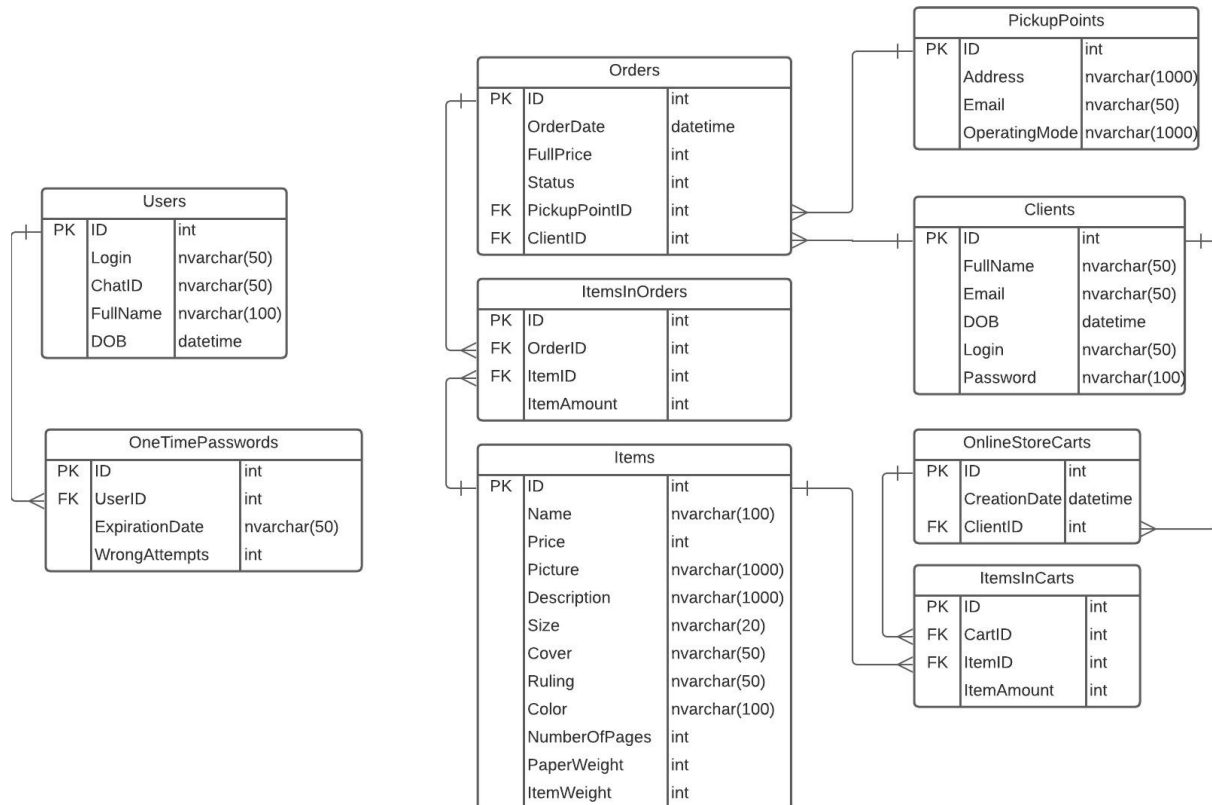 Users
PK ID int
Login nvarchar(50)
ChatID nvarchar(50)
FullName nvarchar(100)
DOB datetime
OneTimePasswords
PK ID int
FK UserID int
ExpirationDate nvarchar(50)
WrongAttempts int
Orders
PK ID int
OrderDate datetime
FullPrice int
Status int
FK PickupPointID int
FK ClientID int
ItemsInOrders
PK ID int
FK OrderID int
FK ItemID int
ItemAmount int
Items
PK ID int
Name nvarchar(100)
Price int
Picture nvarchar(1000)
Description nvarchar(1000)
Size nvarchar(20)
Cover nvarchar(50)
Ruling nvarchar(50)
Color nvarchar(100)
NumberOfPages int
PaperWeight int
ItemWeight int
PickupPoints
PK ID int
Address nvarchar(1000)
Email nvarchar(50)
OperatingMode nvarchar(1000)
Clients
PK ID int
FullName nvarchar(50)
Email nvarchar(50)
DOB datetime
Login nvarchar(50)
Password nvarchar(100)
OnlineStoreCarts
PK ID int
CreationDate datetime
FK ClientID int
ItemsInCarts
PK ID int
FK CartID int
FK ItemID int
ItemAmount int